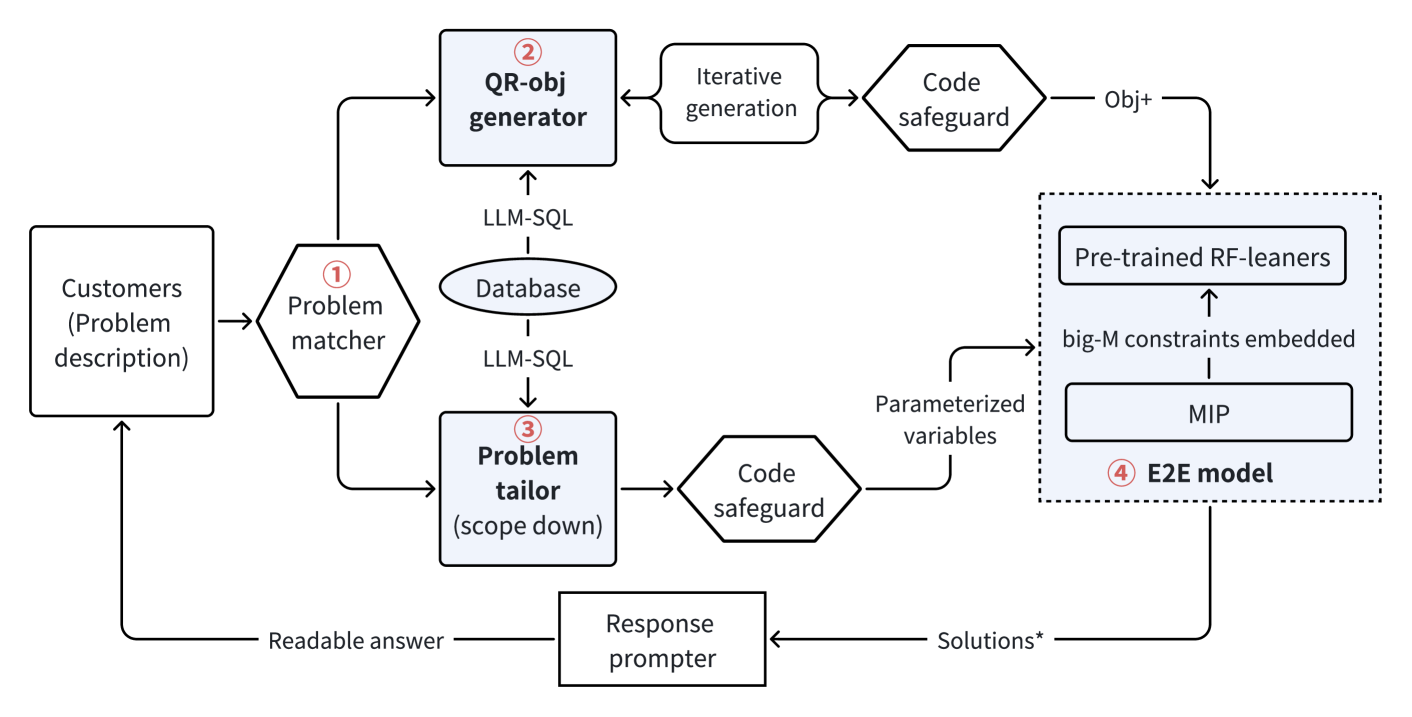 ②
QR-obj
generator
Iterative
generation
Code
safeguard
Obj+
LLM-SQL
Database
LLM-SQL
Customers
(Problem
description)
①
Problem
matcher
Pre-trained RF-leaners
big-M constraints embedded
MIP
④ E2E model
Parameterized
variables
③
Problem
tailor
(scope down)
Code
safeguard
Response
prompter
Readable answer
Solutions*